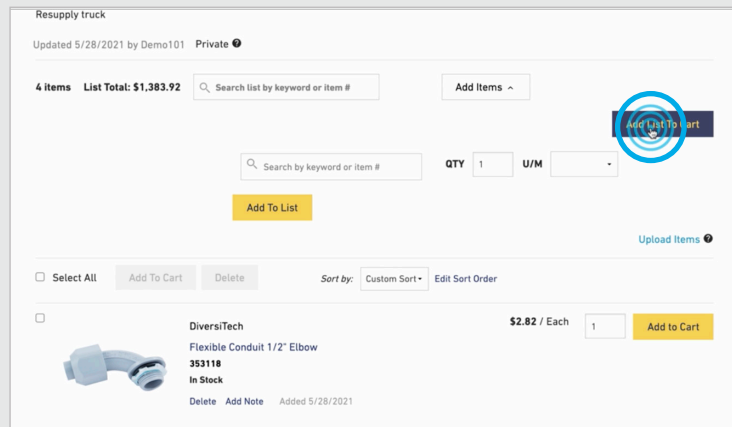 Resupply truck
Updated 5/28/2021 by Demo101 Private ?
4 items List Total: $1,383.92 Search list by keyword or item # Add Items
Add List To Cart
Search by keyword or item # QTY 1 U/M
Add To List
Upload Items ?
Select All Add To Cart Delete Sort by: Custom Sort Edit Sort Order
DiversiTech $2.82 / Each 1 Add to Cart
Flexible Conduit 1/2" Elbow
353118
In Stock
Delete Add Note Added 5/28/2021